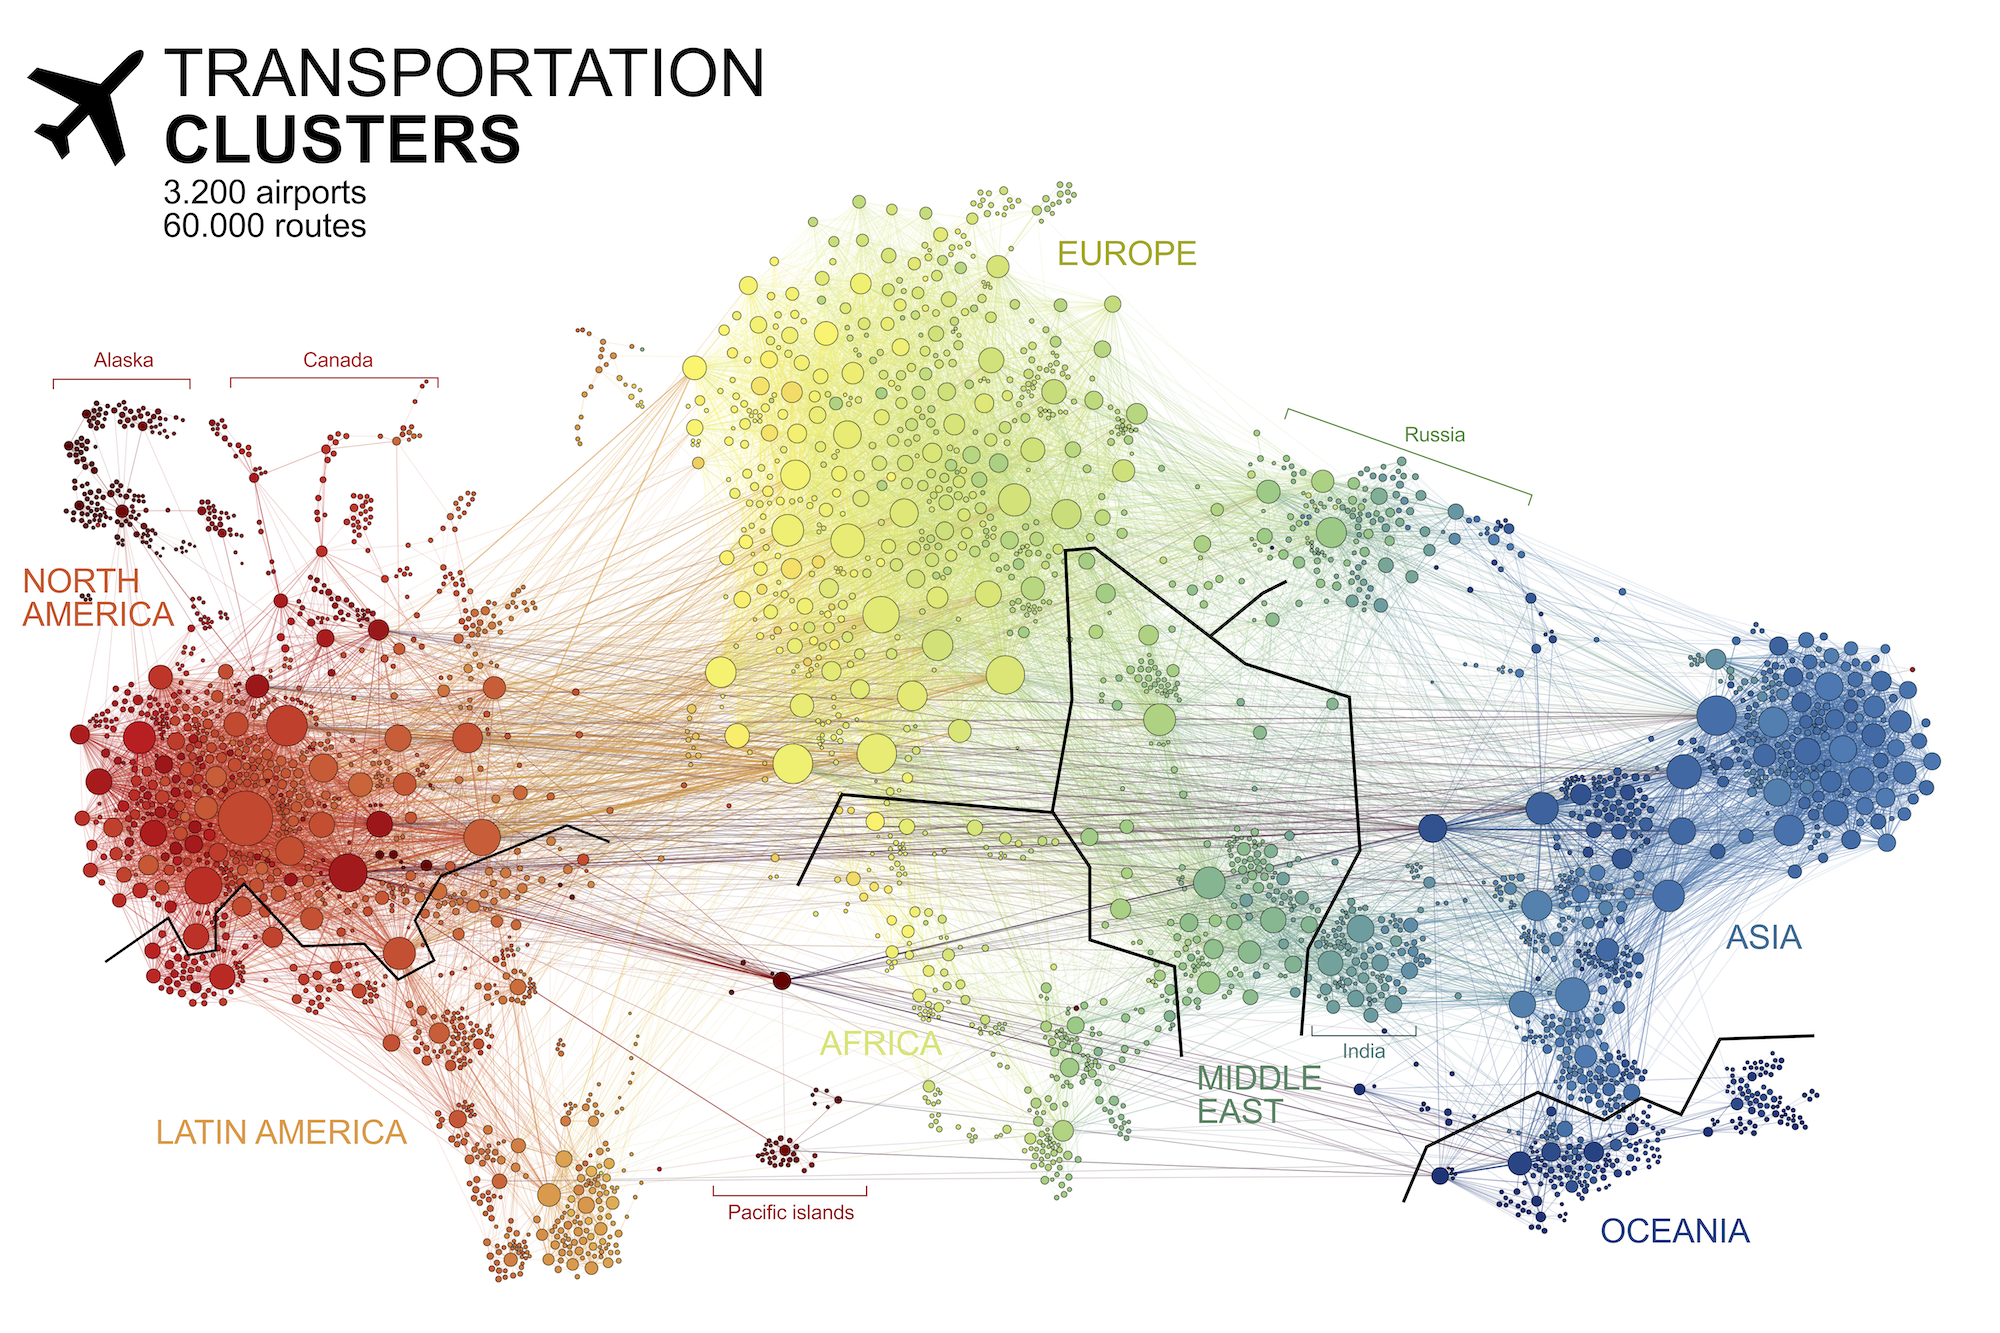 TRANSPORTATION
CLUSTERS
3.200 airports
60.000 routes
EUROPE
Alaska
Canada
Russia
NORTH
AMERICA
ASIA
AFRICA
India
MIDDLE
EAST
LATIN AMERICA
Pacific islands
OCEANIA